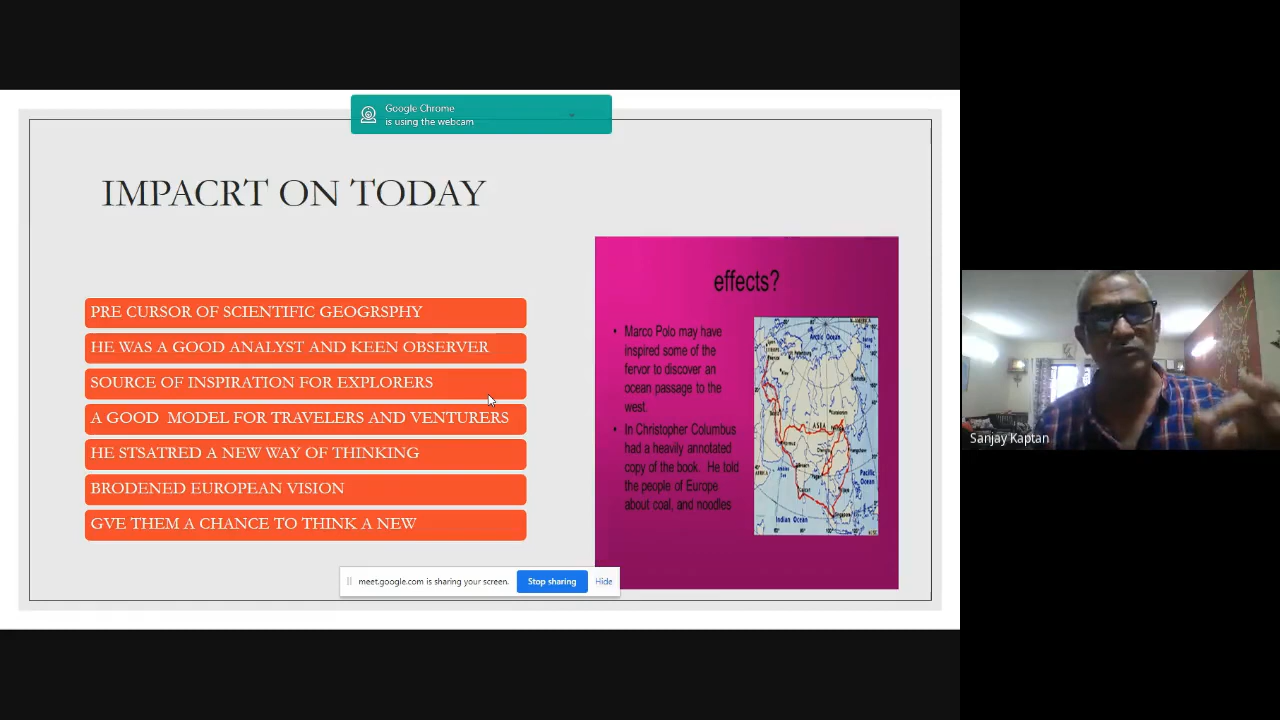 Google Chrome
is using the webcam
IMPACRT ON TODAY
PRE CURSOR OF SCIENTIFIC GEOGRSPHY
HE WAS A GOOD ANALYST AND KEEN OBSERVER
SOURCE OF INSPIRATION FOR EXPLORERS
A GOOD MODEL FOR TRAVELERS AND VENTURERS
HE STSATRED A NEW WAY OF THINKING
BRODENED EUROPEAN VISION
GVE THEM A CHANCE TO THINK A NEW
effects?
• Marco Polo may have
inspired some of the
fervor to discover an
ocean passage to the
west.
• In Christopher Columbus
had a heavily annotated
copy of the book. He told
the people of Europe
about coal, and noodles
Arctic Ocean
ASIA
Pacific
Ocean
Indian Ocean
meet.google.com is sharing your screen.
Stop sharing
Hide
Sanjay Kaptan